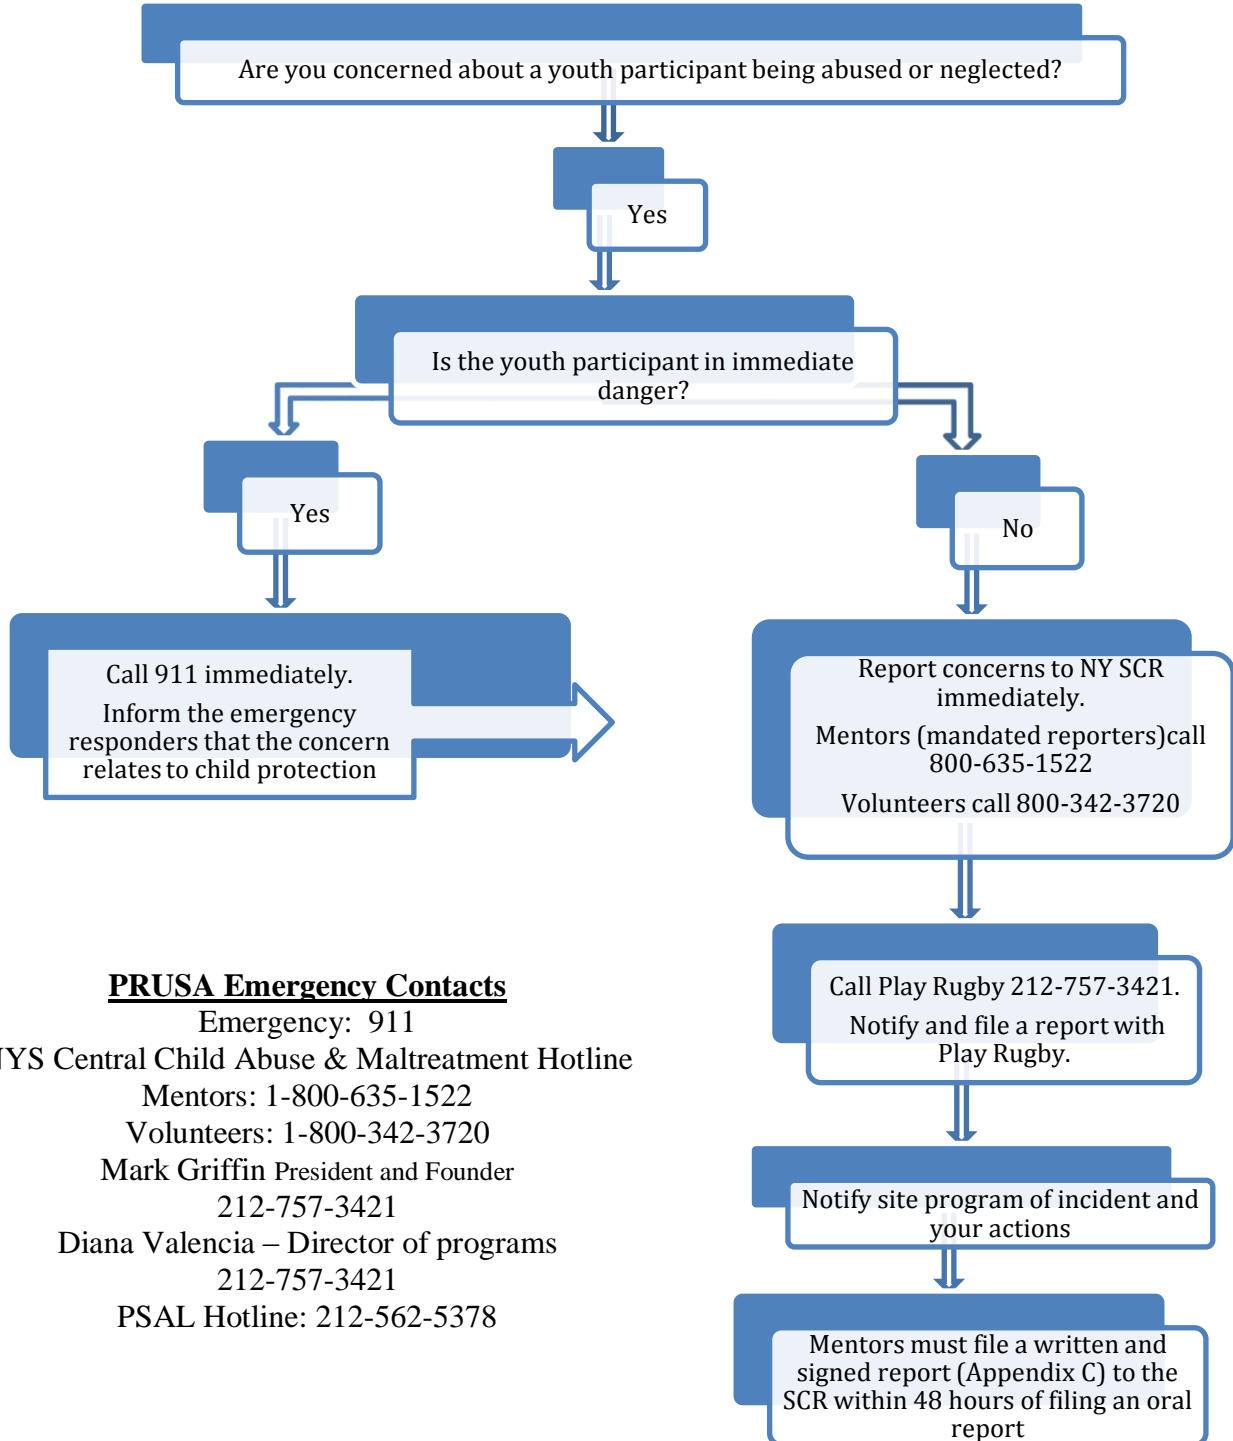 Are you concerned about a youth participant being abused or neglected?
Yes
Is the youth participant in immediate
danger?
Yes
No
Call 911 immediately.
Inform the emergency
responders that the concern
relates to child protection
Report concerns to NY SCR
immediately.
Mentors (mandated reporters)call
800-635-1522
Volunteers call 800-342-3720
Call Play Rugby 212-757-3421.
Notify and file a report with
Play Rugby.
Notify site program of incident and
your actions
Mentors must file a written and
signed report (Appendix C) to the
SCR within 48 hours of filing an oral
report
PRUSA Emergency Contacts
Emergency:  911
NYS Central Child Abuse & Maltreatment Hotline
Mentors: 1-800-635-1522
Volunteers: 1-800-342-3720
Mark Griffin President and Founder
212-757-3421
Diana Valencia – Director of programs
212-757-3421
PSAL Hotline: 212-562-5378